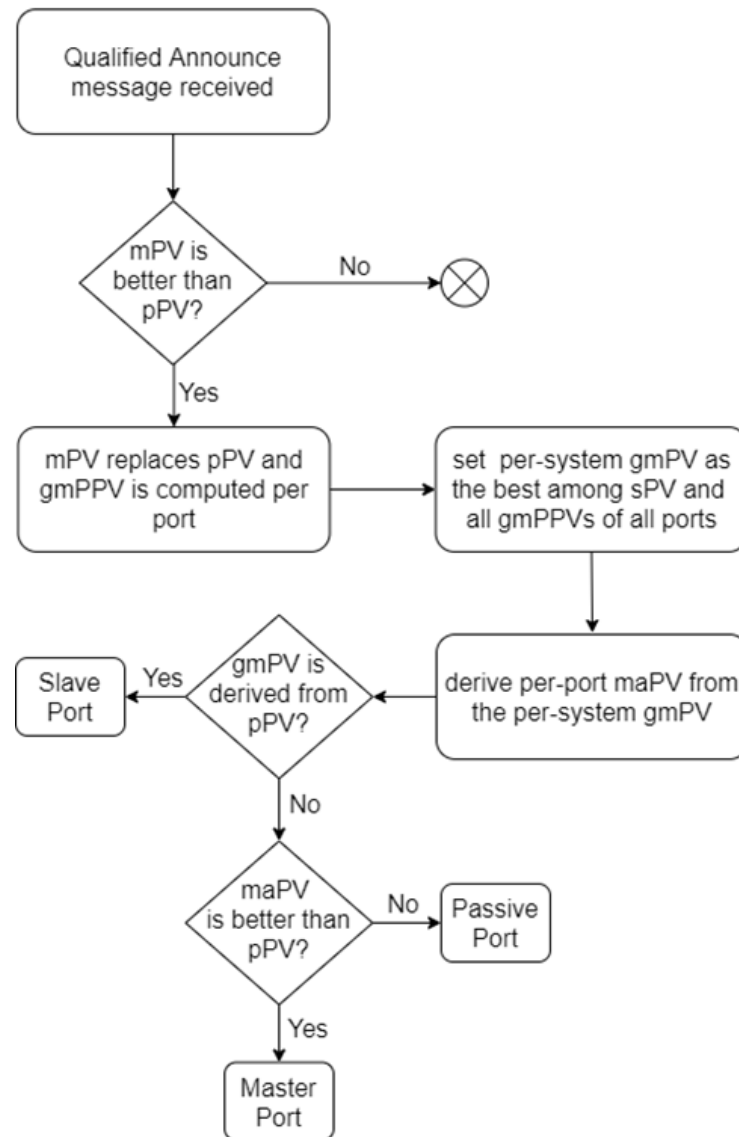 Qualified Announce
message received
mPV is
better than
pPV?
No
Yes
mPV replaces pPV and
gmPPV is computed per
port
set per-system gmPV as
the best among sPV and
all gmPPVs of all ports
derive per-port maPV from
the per-system gmPV
gmPV is
derived from
pPV?
Yes
Slave
Port
No
maPV
is better than
pPV?
No
Passive
Port
Yes
Master
Port